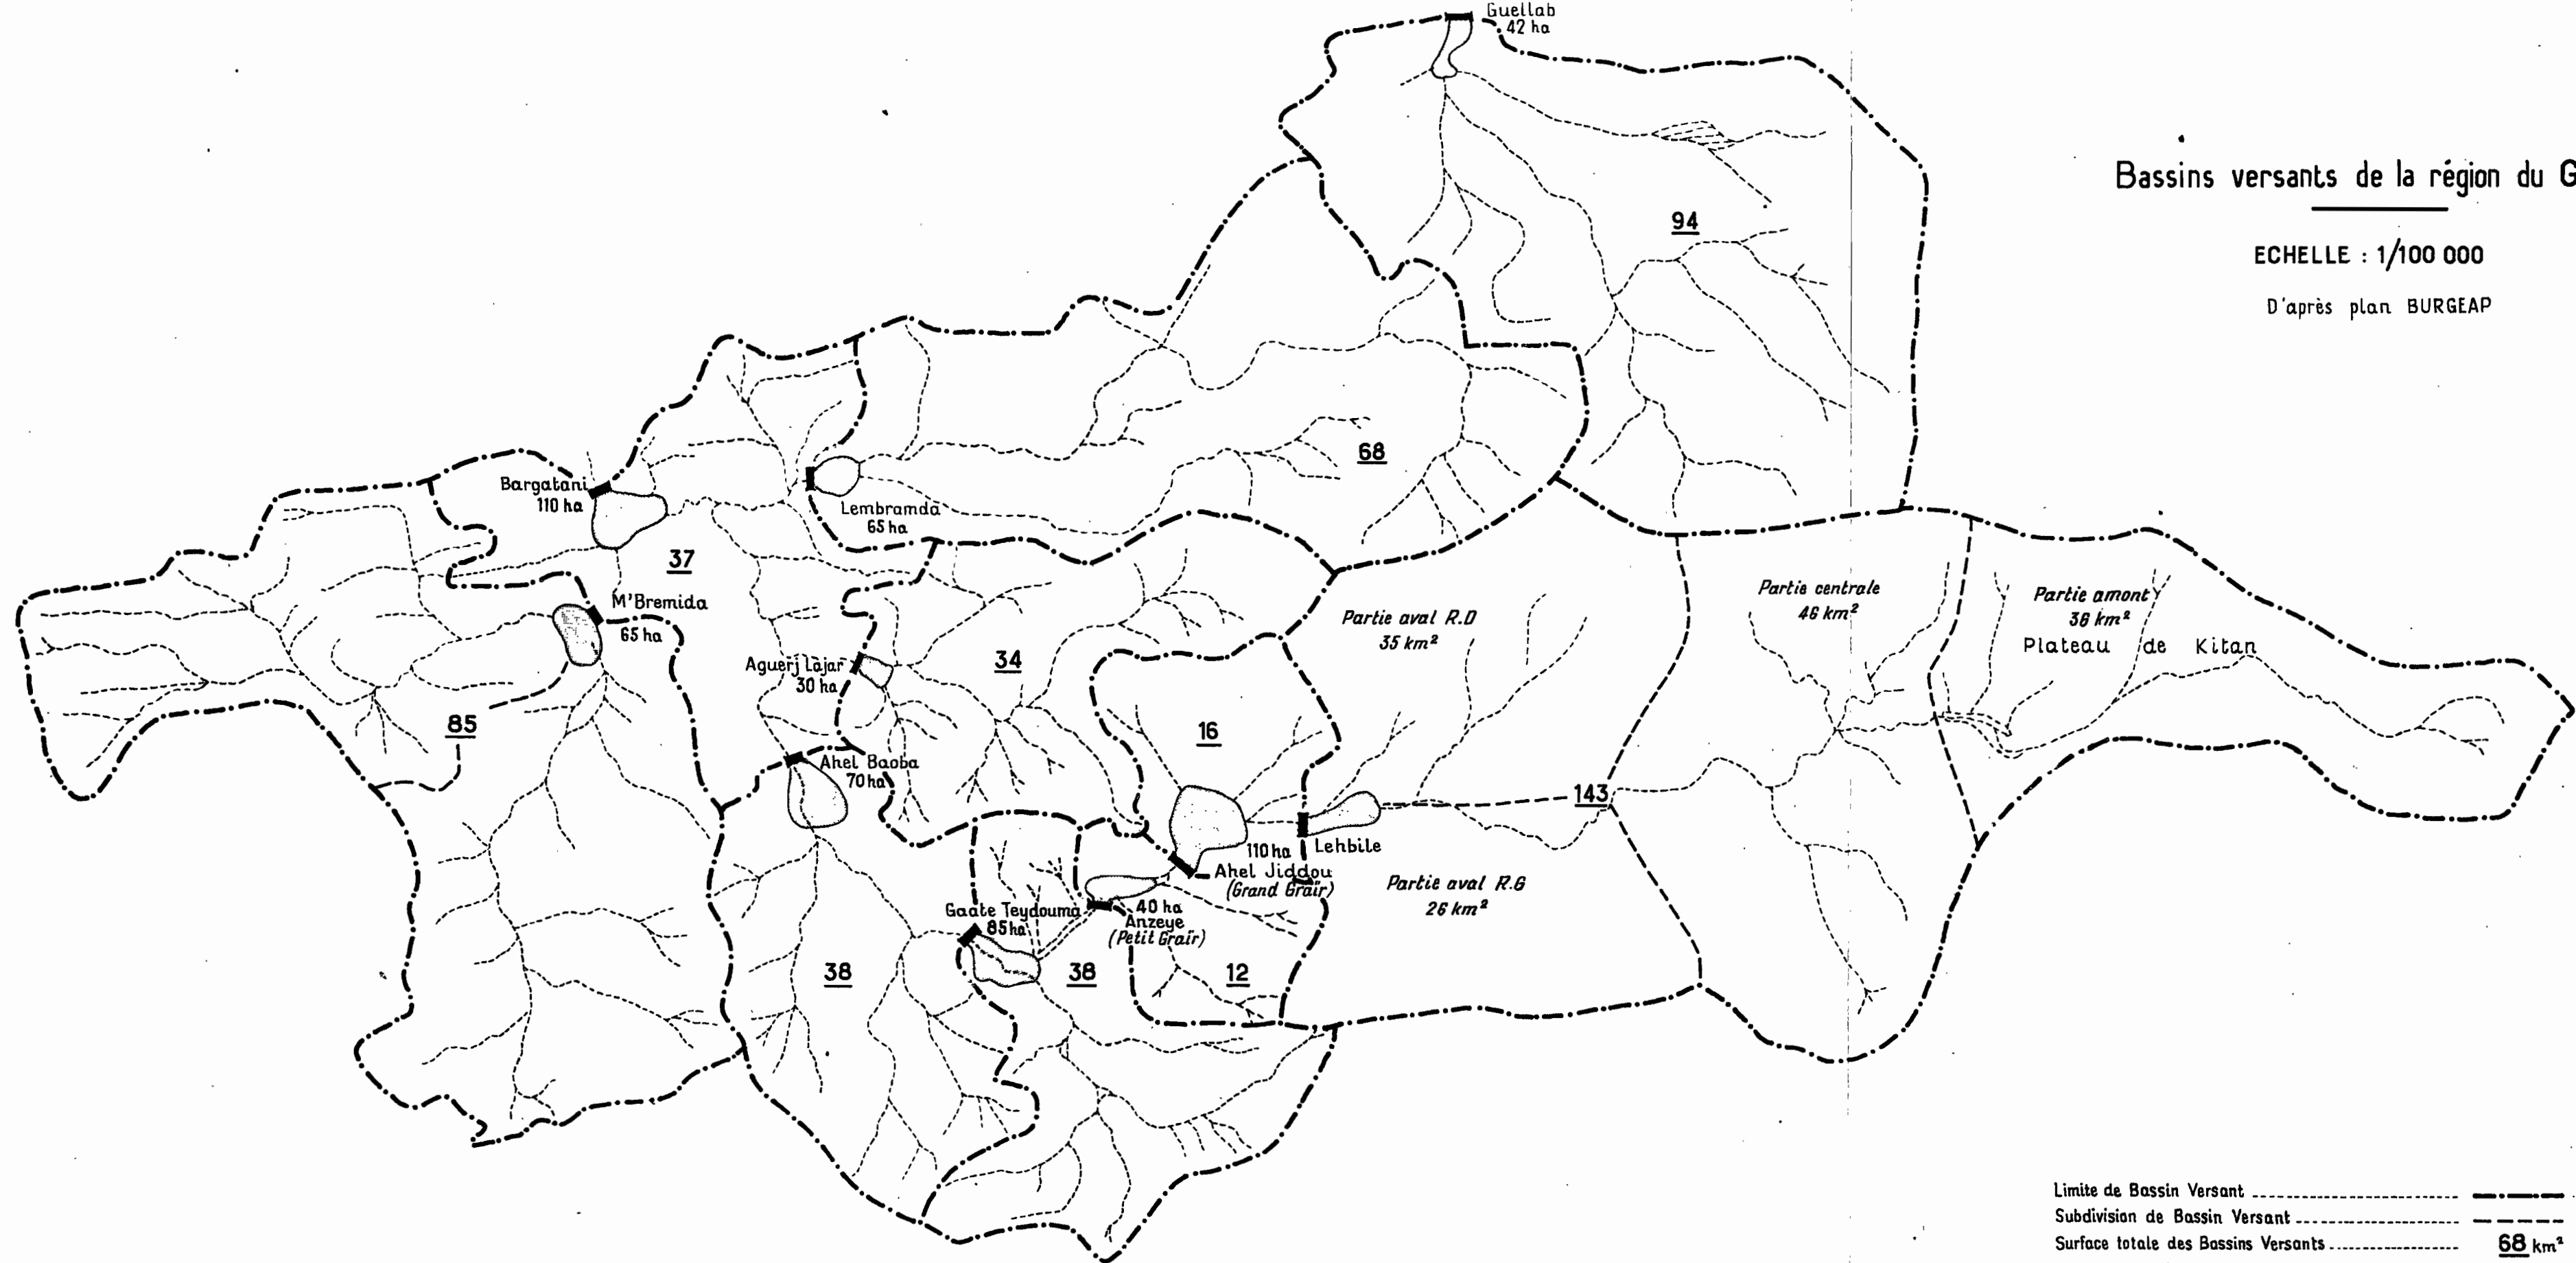 Guellab
42 ha
Bassins versants de la région du G
ECHELLE : 1/100 000
D'après plan BURGEAP
94
68
Bargatani
110 ha
Lembramda
65 ha
37
M'Bremida
65 ha
Partie centrale
46 km²
Partie amont
36 km²
Plateau de Kitan
Partie aval R.D
35 km²
Aguerj Lajar
30 ha
34
85
16
Ahel Baoba
70 ha
143
110 ha
Lehbile
Ahel Jiddou
(Grand Graïr)
Partie aval R.G
26 km²
Gaate Teydouma
85 ha
40 ha
Anzeye
(Petit Graïr)
38
38
12
Limite de Bassin Versant
Subdivision de Bassin Versant
Surface totale des Bassins Versants 68 km²